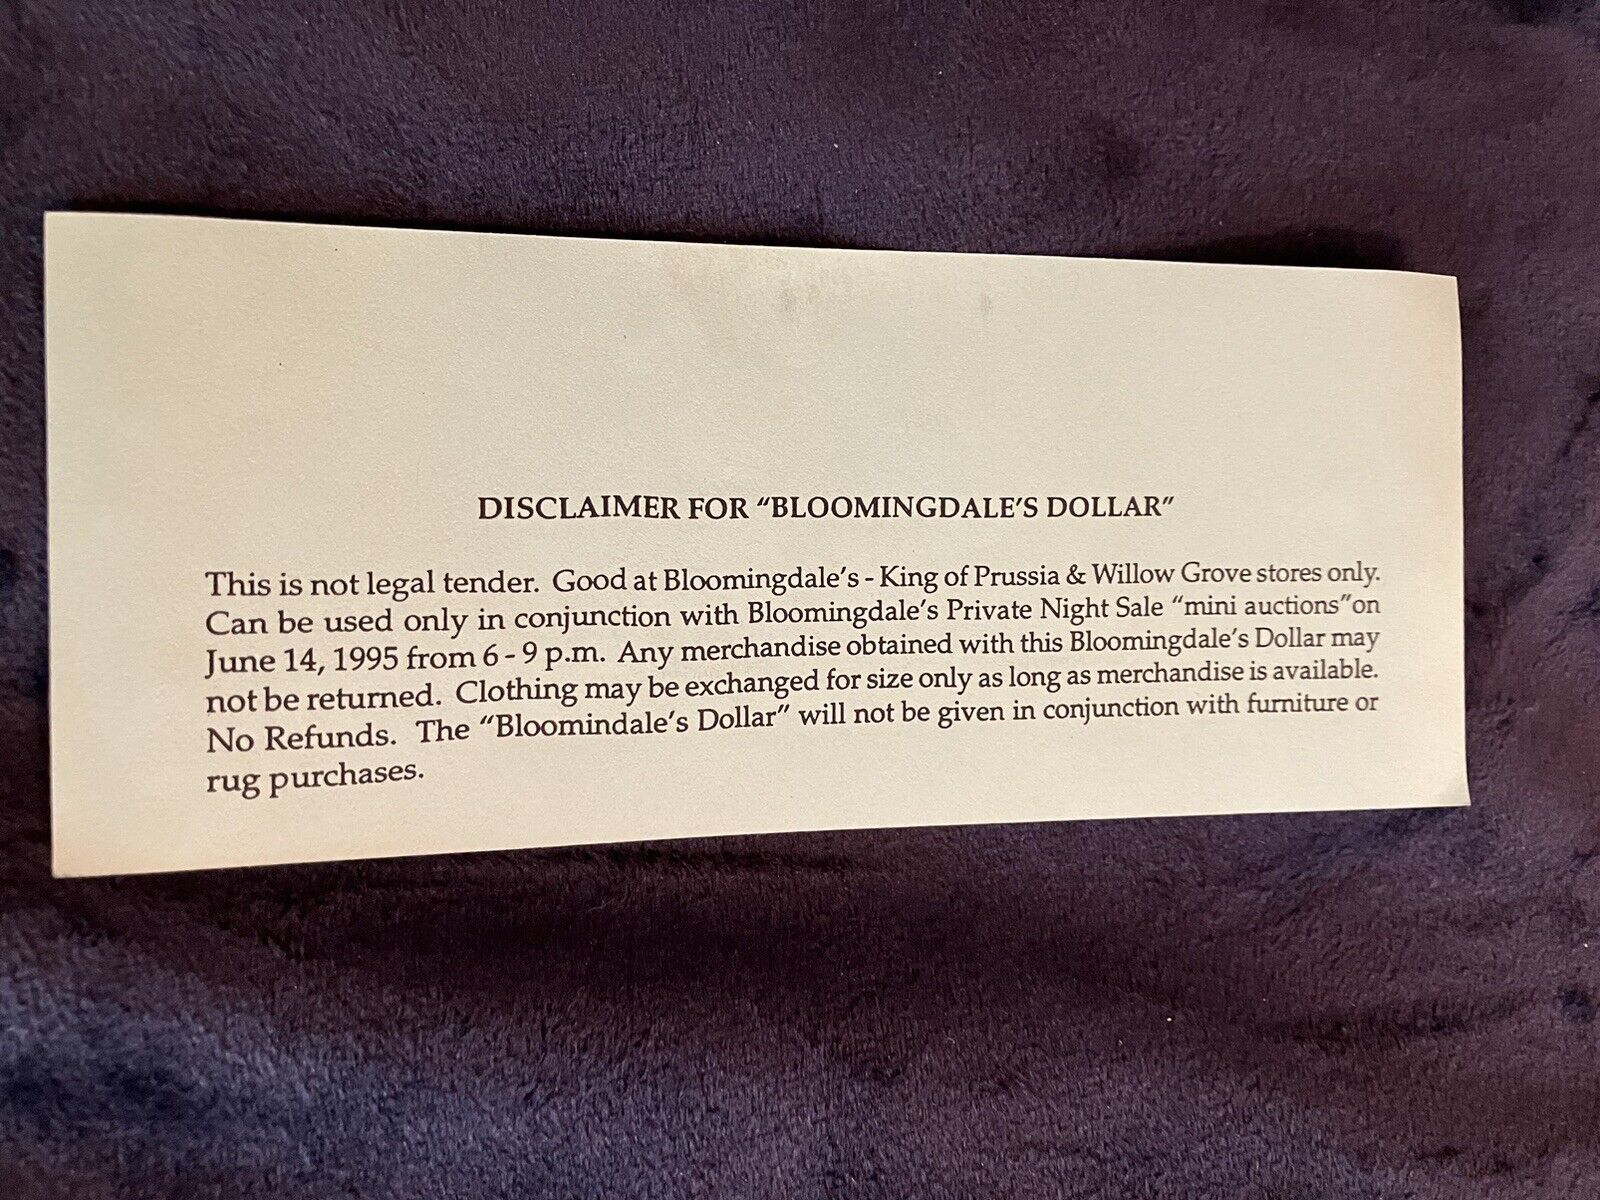 DISCLAIMER FOR "BLOOMINGDALE'S DOLLAR"
This is not legal tender. Good at Bloomingdale's - King of Prussia & Willow Grove stores only.
Can be used only in conjunction with Bloomingdale's Private Night Sale "mini auctions"on
June 14, 1995 from 6 - 9 p.m. Any merchandise obtained with this Bloomingdale's Dollar may
not be returned. Clothing may be exchanged for size only as long as merchandise is available.
No Refunds. The "Bloomindale's Dollar" will not be given in conjunction with furniture or
rug purchases.